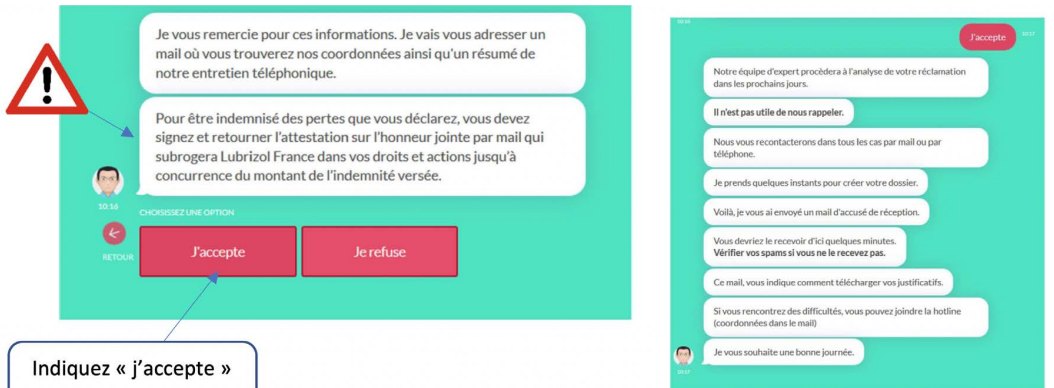 Je vous remercie pour ces informations. Je vais vous adresser un
mail où vous trouverez nos coordonnées ainsi qu'un résumé de
notre entretien téléphonique.
Pour être indemnisé des pertes que vous déclarez, vous devez
signez et retourner l'attestation sur l'honneur jointe par mail qui
subrogera Lubrizol France dans vos droits et actions jusqu'à
concurrence du montant de l'indemnité versée.
10:16
CHOISISSEZ UNE OPTION
RETOUR
J'accepte
Je refuse
Indiquez « j'accepte »
10:16
J'accepte
10:17
Notre équipe d'expert procèdera à l'analyse de votre réclamation
dans les prochains jours.
Il n'est pas utile de nous rappeler.
Nous vous recontacterons dans tous les cas par mail ou par
téléphone.
Je prends quelques instants pour créer votre dossier.
Voilà, je vous ai envoyé un mail d'accusé de réception.
Vous devriez le recevoir d'ici quelques minutes.
Vérifier vos spams si vous ne le recevez pas.
Ce mail, vous indique comment télécharger vos justificatifs.
Si vous rencontrez des difficultés, vous pouvez joindre la hotline
(coordonnées dans le mail)
Je vous souhaite une bonne journée.
10:17